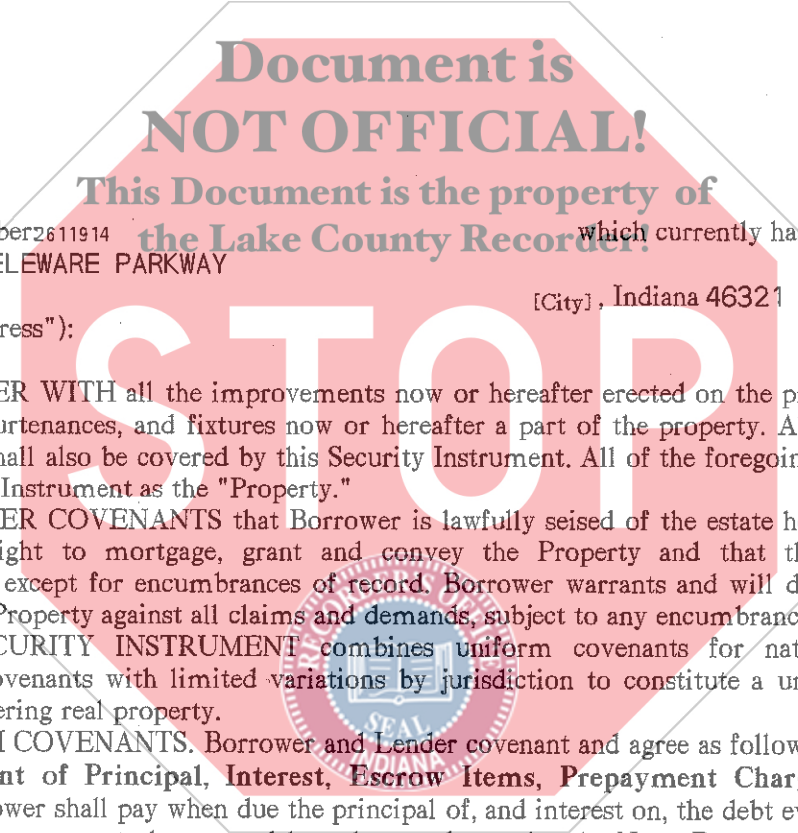 Document is
NOT OFFICIAL!
This Document is the property of
the Lake County Recorder!
ber2611914 which currently ha
ELEWARE PARKWAY
[City], Indiana 46321
ress"):
STOP
ER WITH all the improvements now or hereafter erected on the p
urtenances, and fixtures now or hereafter a part of the property. A
hall also be covered by this Security Instrument. All of the foregoin
Instrument as the "Property."
ER COVENANTS that Borrower is lawfully seised of the estate h
ight to mortgage, grant and convey the Property and that th
except for encumbrances of record. Borrower warrants and will d
Property against all claims and demands, subject to any encumbranc
CURITY INSTRUMENT combines uniform covenants for nat
ovenants with limited variations by jurisdiction to constitute a un
ering real property.
SEAL
INDIANA
I COVENANTS. Borrower and Lender covenant and agree as follow
nt of Principal, Interest, Escrow Items, Prepayment Char
ower shall pay when due the principal of, and interest on, the debt ev